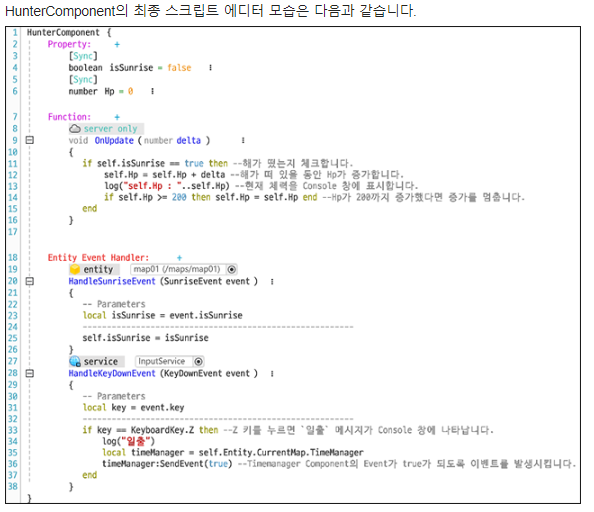 HunterComponent의 최종 스크립트 에디터 모습은 다음과 같습니다.
1 HunterComponent {
2 Property: +
3 [Sync]
4 boolean isSunrise = false ⁝
5 [Sync]
6 number Hp = 0 ⁝
7 Function: +
8 server only
9 void OnUpdate ( number delta ) ⁝
10 {
11 if self.isSunrise == true then --해가 떴는지 체크합니다.
12 self.Hp = self.Hp + delta --해가 떠 있을 동안 Hp가 증가합니다.
13 log("self.Hp : "..self.Hp) --현재 체력을 Console 창에 표시합니다.
14 if self.Hp >= 200 then self.Hp = self.Hp end --Hp가 200까지 증가했다면 증가를 멈춥니다.
15 end
16 }
17
18 Entity Event Handler: +
19 entity map01 (/maps/map01)
20 HandleSunriseEvent ( SunriseEvent event ) ⁝
21 {
22 -- Parameters
23 local isSunrise = event.isSunrise
24 --------------------------------------------------------
25 self.isSunrise = isSunrise
26 }
27 service InputService
28 HandleKeyDownEvent ( KeyDownEvent event ) ⁝
29 {
30 -- Parameters
31 local key = event.key
32 --------------------------------------------------------
33 if key == KeyboardKey.Z then --Z 키를 누르면 `일출` 메시지가 Console 창에 나타납니다.
34 log("일출")
35 local timeManager = self.Entity.CurrentMap.TimeManager
36 timeManager:SendEvent(true) --Timemanager Component의 Event가 true가 되도록 이벤트를 발생시킵니다.
37 end
38 }
}